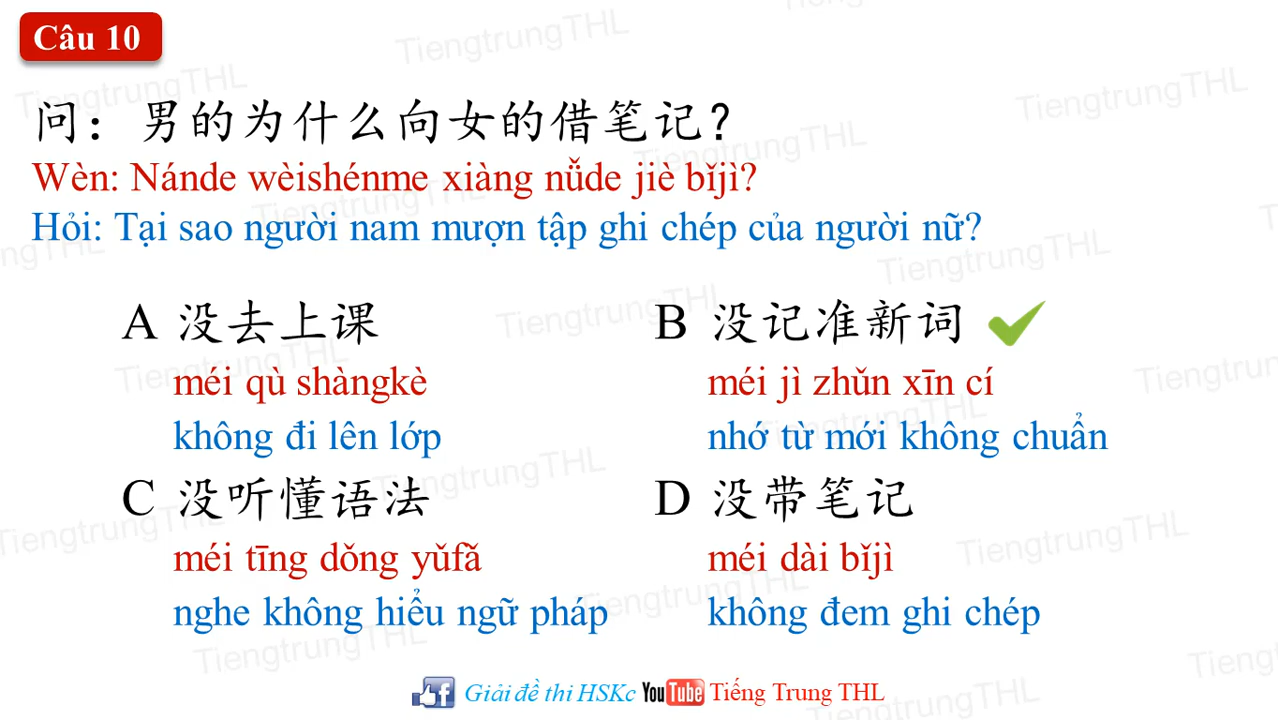 Câu 10
问：男的为什么向女的借笔记？
Wèn: Nánde wèishénme xiàng nǚde jiè bǐjì?
Hỏi: Tại sao người nam mượn tập ghi chép của người nữ?
A 没去上课
méi qù shàngkè
không đi lên lớp
B 没记准新词
méi jì zhǔn xīn cí
nhớ từ mới không chuẩn
C 没听懂语法
méi tīng dǒng yǔfǎ
nghe không hiểu ngữ pháp
D 没带笔记
méi dài bǐjì
không đem ghi chép
Giải đề thi HSKc YouTube Tiếng Trung THL
TiengtrungTHL